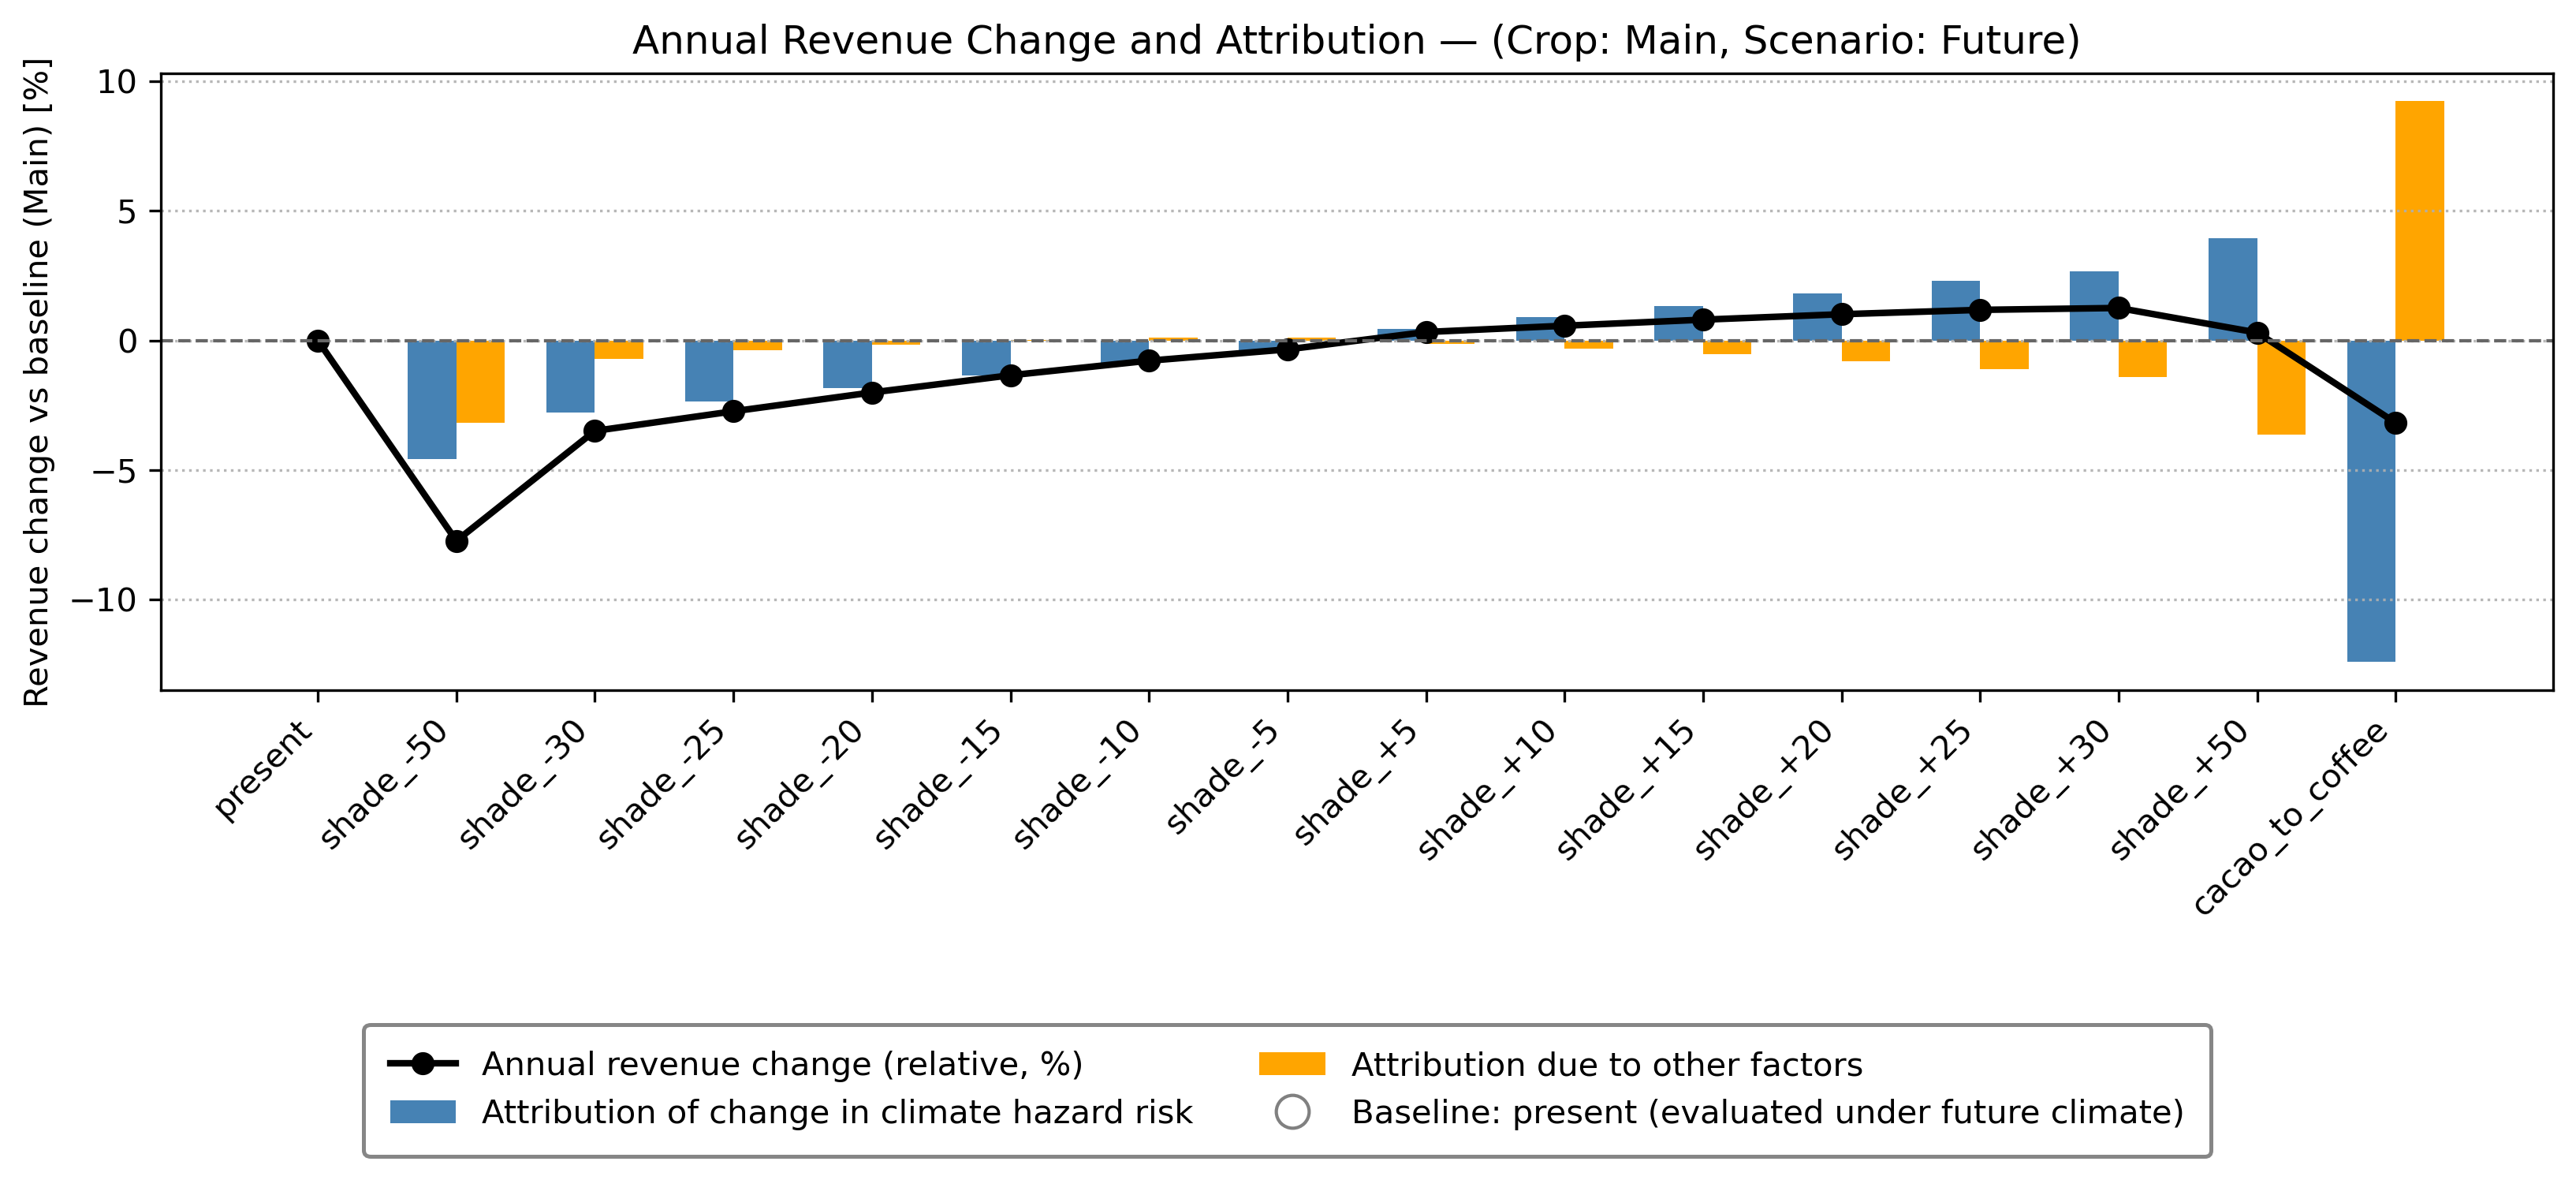 Annual Revenue Change and Attribution — (Crop: Main, Scenario: Future)
Revenue change vs baseline (Main) [%]
10
5
0
−5
−10
present
shade_-50
shade_-30
shade_-25
shade_-20
shade_-15
shade_-10
shade_-5
shade_+5
shade_+10
shade_+15
shade_+20
shade_+25
shade_+30
shade_+50
cacao_to_coffee
Annual revenue change (relative, %)
Attribution of change in climate hazard risk
Attribution due to other factors
Baseline: present (evaluated under future climate)